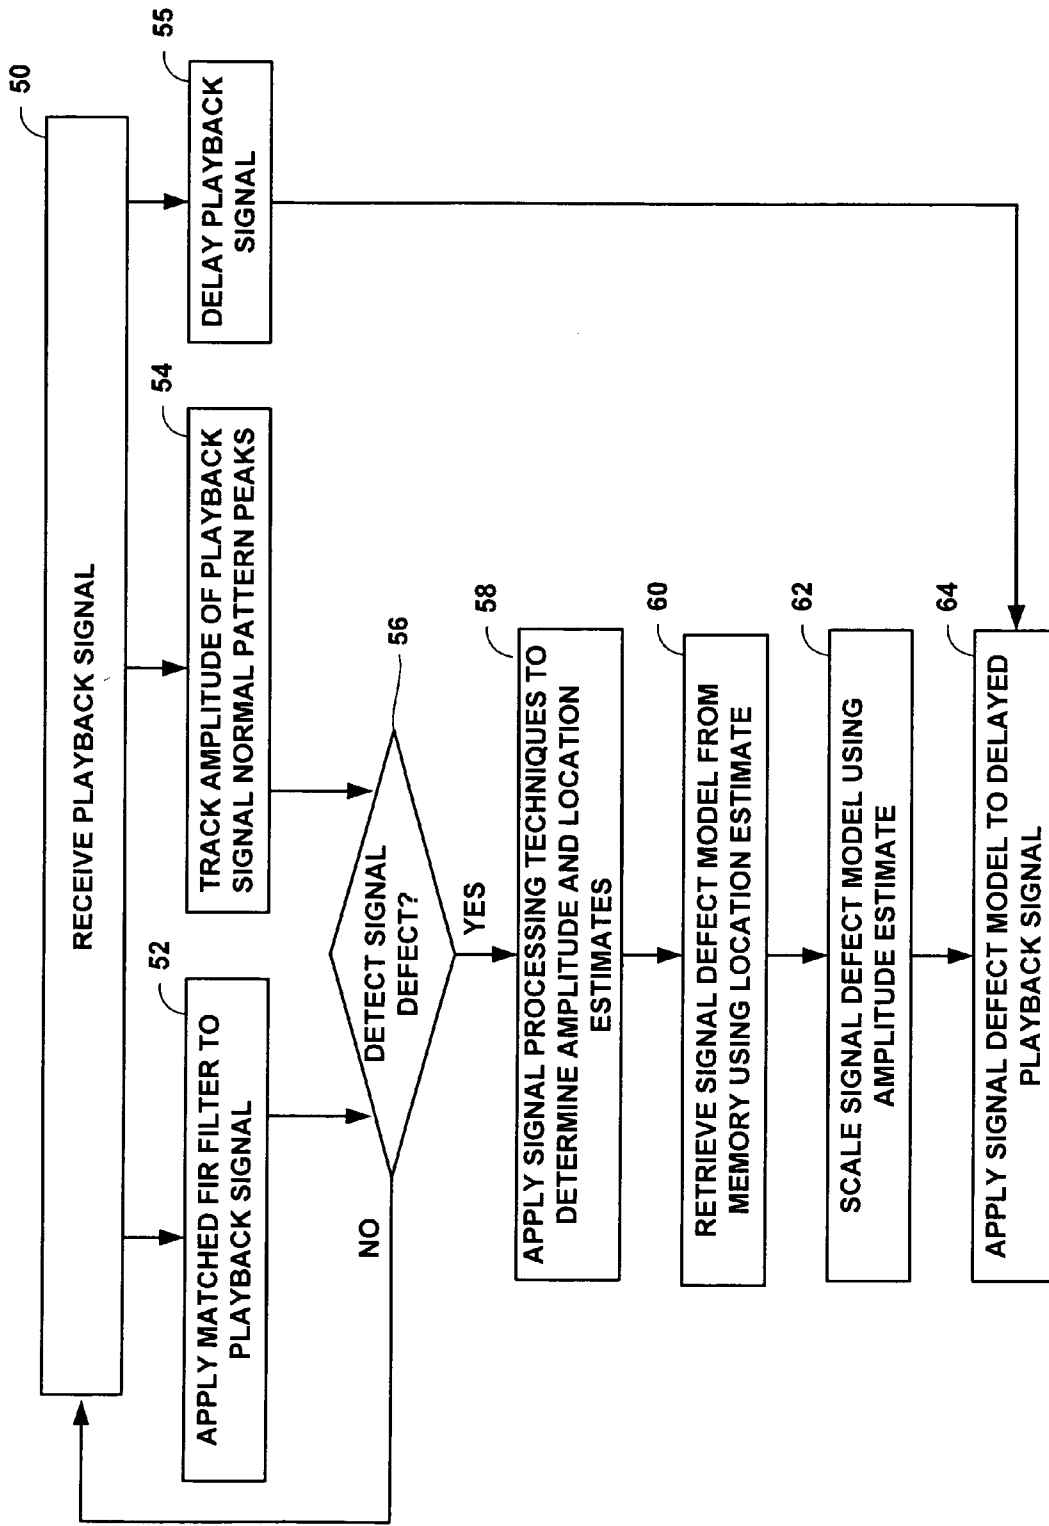 50
RECEIVE PLAYBACK SIGNAL
52
APPLY MATCHED FIR FILTER TO
PLAYBACK SIGNAL
54
TRACK AMPLITUDE OF PLAYBACK
SIGNAL NORMAL PATTERN PEAKS
55
DELAY PLAYBACK
SIGNAL
56
DETECT SIGNAL
DEFECT?
NO
YES
58
APPLY SIGNAL PROCESSING TECHNIQUES TO
DETERMINE AMPLITUDE AND LOCATION
ESTIMATES
60
RETRIEVE SIGNAL DEFECT MODEL FROM
MEMORY USING LOCATION ESTIMATE
62
SCALE SIGNAL DEFECT MODEL USING
AMPLITUDE ESTIMATE
64
APPLY SIGNAL DEFECT MODEL TO DELAYED
PLAYBACK SIGNAL